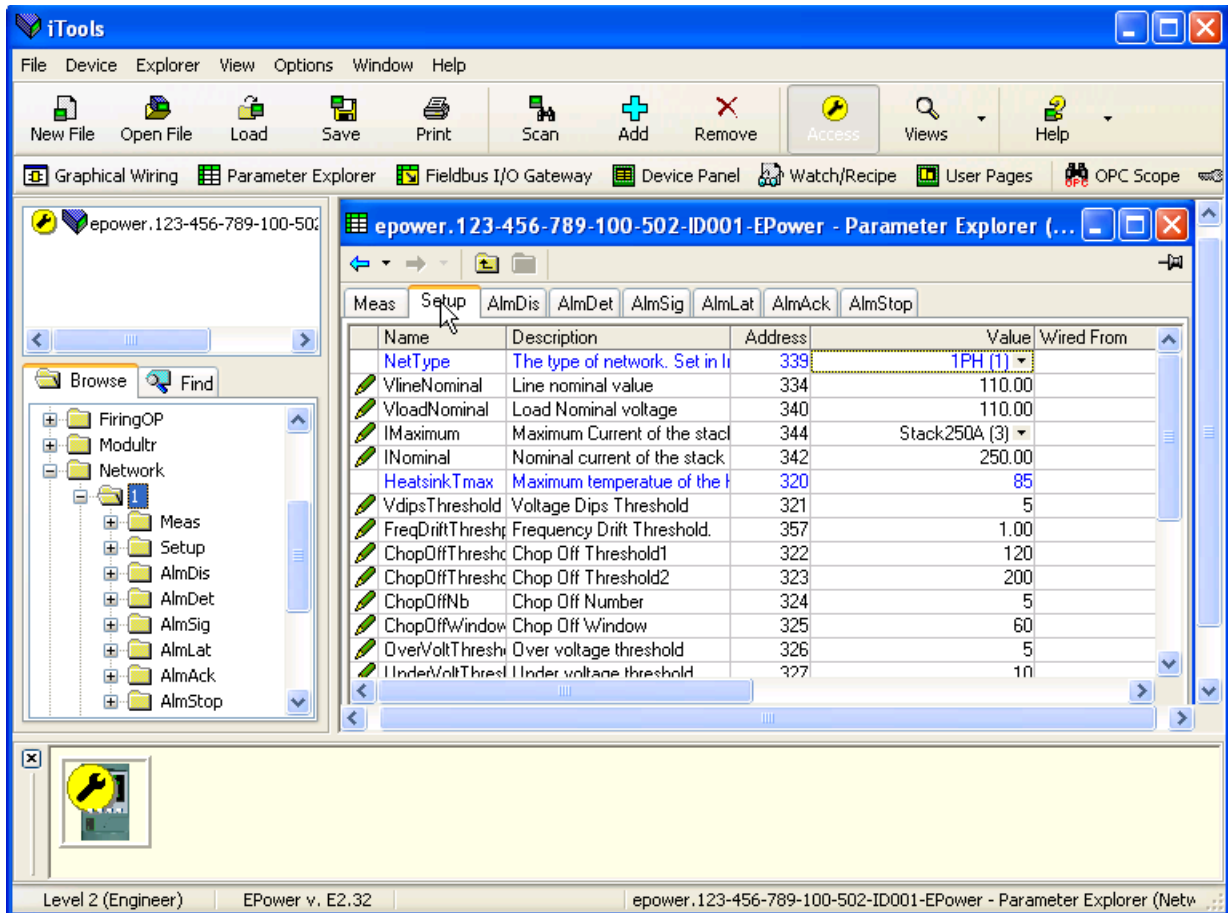 iTools
File Device Explorer View Options Window Help
New File Open File Load Save Print Scan Add Remove Access Views Help
Graphical Wiring Parameter Explorer Fieldbus I/O Gateway Device Panel Watch/Recipe User Pages OPC Scope
epower.123-456-789-100-502
epower.123-456-789-100-502-ID001-EPower - Parameter Explorer (...
Meas Setup AlmDis AlmDet AlmSig AlmLat AlmAck AlmStop
Name Description Address Value Wired From
NetType The type of network. Set in 339 1PH (1)
VlineNominal Line nominal value 334 110.00
VloadNominal Load Nominal voltage 340 110.00
IMaximum Maximum Current of the stacl 344 Stack250A (3)
INominal Nominal current of the stack 342 250.00
HeatsinkTmax Maximum temperatue of the 320 85
VdipsThreshold Voltage Dips Threshold 321 5
FreqDriftThresh Frequency Drift Threshold. 357 1.00
ChopOffThresho Chop Off Threshold1 322 120
ChopOffThresho Chop Off Threshold2 323 200
ChopOffNb Chop Off Number 324 5
ChopOffWindow Chop Off Window 325 60
OverVoltThresh Over voltage threshold 326 5
UnderVoltThresl Under voltage threshold 327 10
Browse Find
FiringOP
Modultr
Network
1
Meas
Setup
AlmDis
AlmDet
AlmSig
AlmLat
AlmAck
AlmStop
Level 2 (Engineer) EPower v. E2.32 epower.123-456-789-100-502-ID001-EPower - Parameter Explorer (Netw